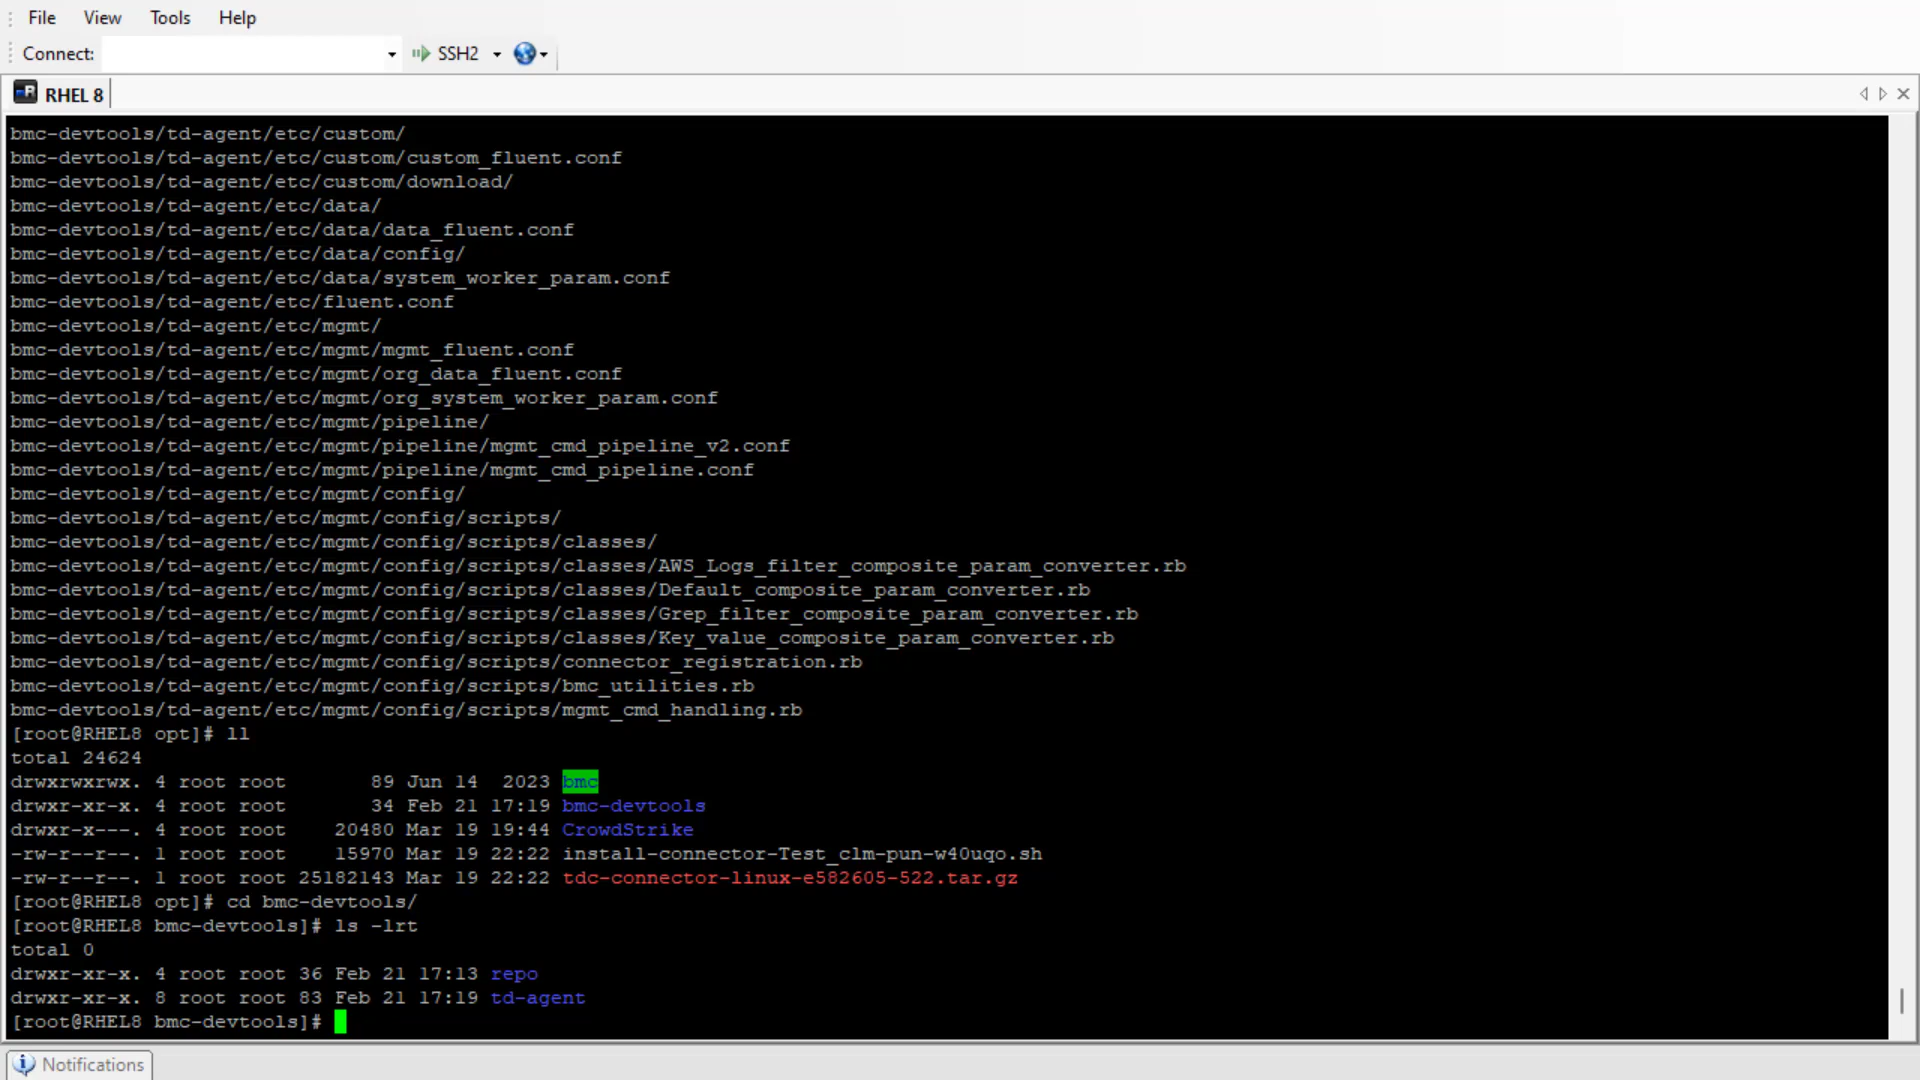 File View Tools Help
Connect: SSH2
RHEL 8
bmc-devtools/td-agent/etc/custom/
bmc-devtools/td-agent/etc/custom/custom_fluent.conf
bmc-devtools/td-agent/etc/custom/download/
bmc-devtools/td-agent/etc/data/
bmc-devtools/td-agent/etc/data/data_fluent.conf
bmc-devtools/td-agent/etc/data/config/
bmc-devtools/td-agent/etc/data/system_worker_param.conf
bmc-devtools/td-agent/etc/fluent.conf
bmc-devtools/td-agent/etc/mgmt/
bmc-devtools/td-agent/etc/mgmt/mgmt_fluent.conf
bmc-devtools/td-agent/etc/mgmt/org_data_fluent.conf
bmc-devtools/td-agent/etc/mgmt/org_system_worker_param.conf
bmc-devtools/td-agent/etc/mgmt/pipeline/
bmc-devtools/td-agent/etc/mgmt/pipeline/mgmt_cmd_pipeline_v2.conf
bmc-devtools/td-agent/etc/mgmt/pipeline/mgmt_cmd_pipeline.conf
bmc-devtools/td-agent/etc/mgmt/config/
bmc-devtools/td-agent/etc/mgmt/config/scripts/
bmc-devtools/td-agent/etc/mgmt/config/scripts/classes/
bmc-devtools/td-agent/etc/mgmt/config/scripts/classes/AWS_Logs_filter_composite_param_converter.rb
bmc-devtools/td-agent/etc/mgmt/config/scripts/classes/Default_composite_param_converter.rb
bmc-devtools/td-agent/etc/mgmt/config/scripts/classes/Grep_filter_composite_param_converter.rb
bmc-devtools/td-agent/etc/mgmt/config/scripts/classes/Key_value_composite_param_converter.rb
bmc-devtools/td-agent/etc/mgmt/config/scripts/connector_registration.rb
bmc-devtools/td-agent/etc/mgmt/config/scripts/bmc_utilities.rb
bmc-devtools/td-agent/etc/mgmt/config/scripts/mgmt_cmd_handling.rb
[root@RHEL8 opt]# ll
total 24624
drwxrwxrwx. 4 root root       89 Jun 14  2023 bmc
drwxr-xr-x. 4 root root       34 Feb 21 17:19 bmc-devtools
drwxr-x---. 4 root root    20480 Mar 19 19:44 CrowdStrike
-rw-r--r--. 1 root root    15970 Mar 19 22:22 install-connector-Test_clm-pun-w40uqo.sh
-rw-r--r--. 1 root root 25182143 Mar 19 22:22 tdc-connector-linux-e582605-522.tar.gz
[root@RHEL8 opt]# cd bmc-devtools/
[root@RHEL8 bmc-devtools]# ls -lrt
total 0
drwxr-xr-x. 4 root root 36 Feb 21 17:13 repo
drwxr-xr-x. 8 root root 83 Feb 21 17:19 td-agent
[root@RHEL8 bmc-devtools]#
Notifications